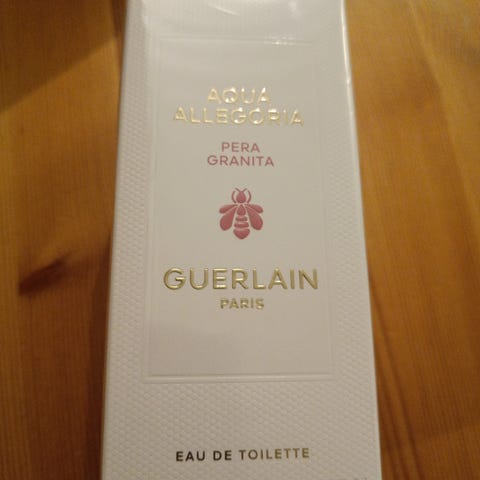 AQUA
ALLEGORIA
PERA
GRANITA
GUERLAIN
PARIS
EAU DE TOILETTE